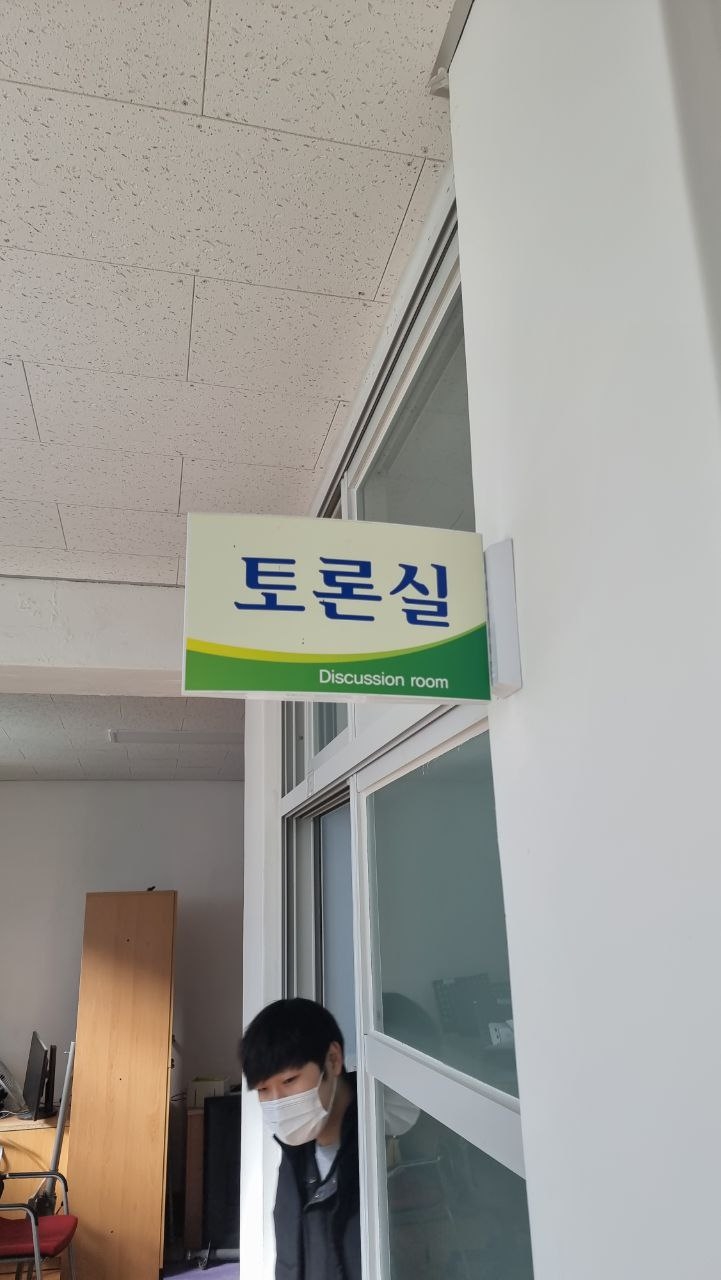 토론실
Discussion room